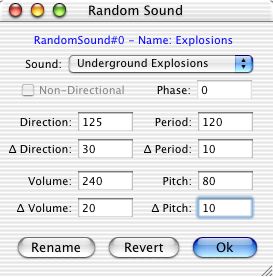 Random Sound
RandomSound#0 - Name: Explosions
Sound: Underground Explosions
Non-Directional Phase: 0
Direction: 125 Period: 120
Δ Direction: 30 Δ Period: 10
Volume: 240 Pitch: 80
Δ Volume: 20 Δ Pitch: 10
Rename Revert Ok